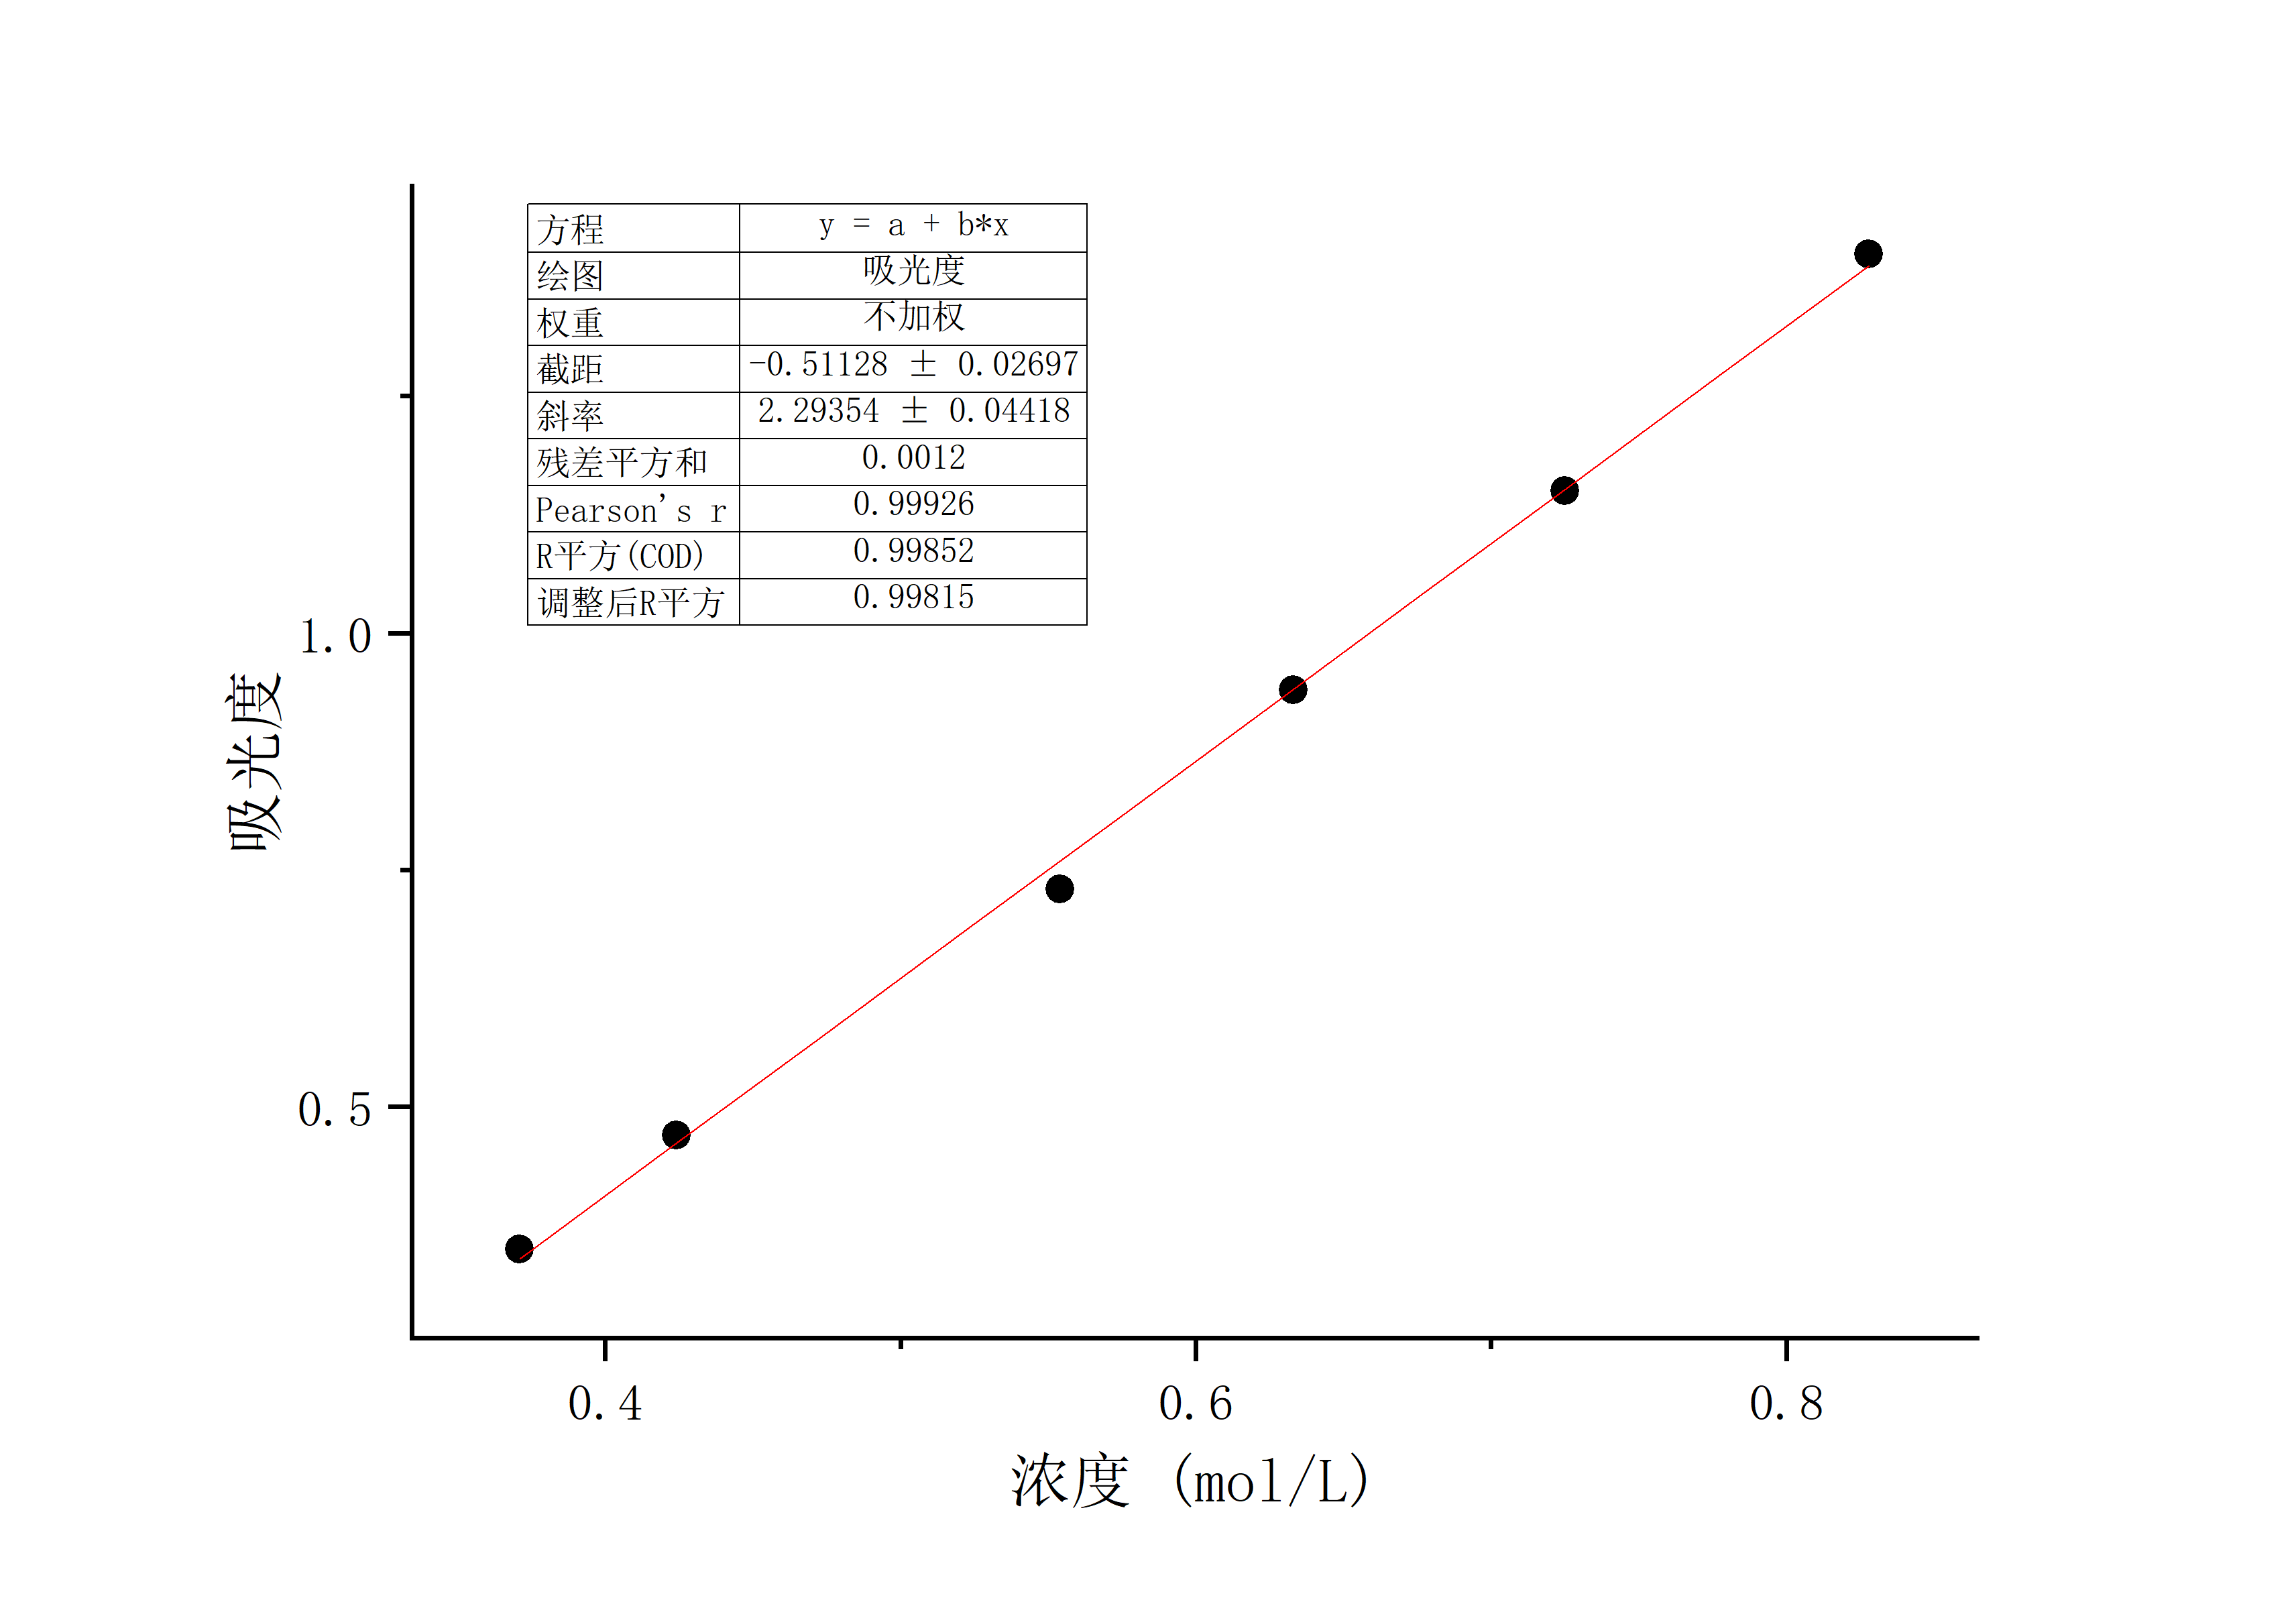 方程 y = a + b*x
绘图 吸光度
权重 不加权
截距 -0.51128 ± 0.02697
斜率 2.29354 ± 0.04418
残差平方和 0.0012
Pearson's r 0.99926
R平方(COD) 0.99852
调整后R平方 0.99815
1.0
0.5
吸光度
0.4 0.6 0.8
浓度 (mol/L)